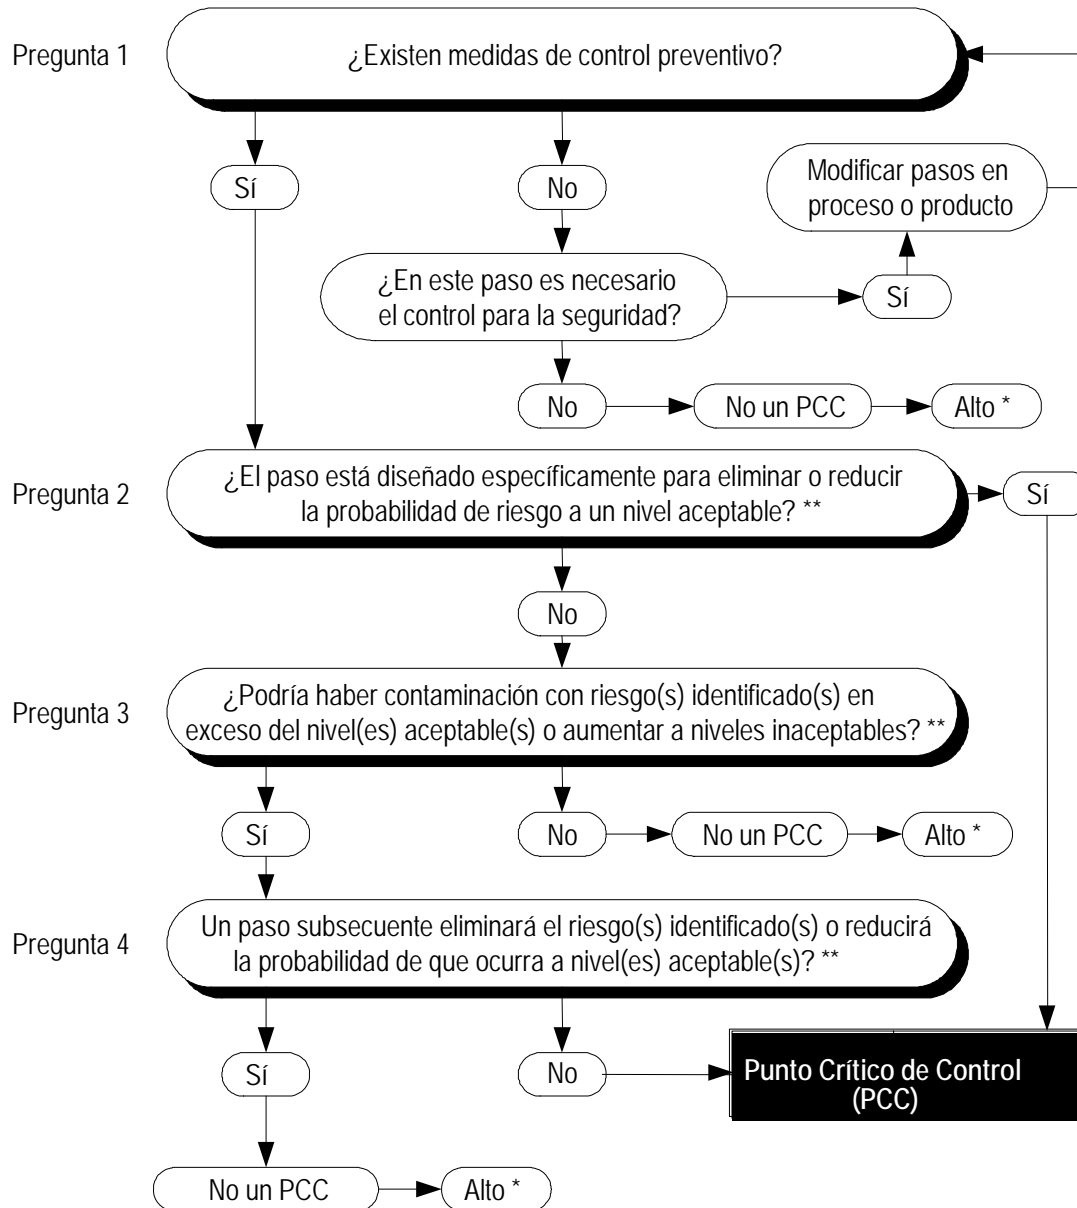 Pregunta 1
¿Existen medidas de control preventivo?
Sí
No
Modificar pasos en
proceso o producto
¿En este paso es necesario
el control para la seguridad?
Sí
No
No un PCC
Alto *
Pregunta 2
¿El paso está diseñado específicamente para eliminar o reducir
la probabilidad de riesgo a un nivel aceptable? **
Sí
No
Pregunta 3
¿Podría haber contaminación con riesgo(s) identificado(s) en
exceso del nivel(es) aceptable(s) o aumentar a niveles inaceptables? **
Sí
No
No un PCC
Alto *
Pregunta 4
Un paso subsecuente eliminará el riesgo(s) identificado(s) o reducirá
la probabilidad de que ocurra a nivel(es) aceptable(s)? **
Sí
No
Punto Crítico de Control
(PCC)
No un PCC
Alto *